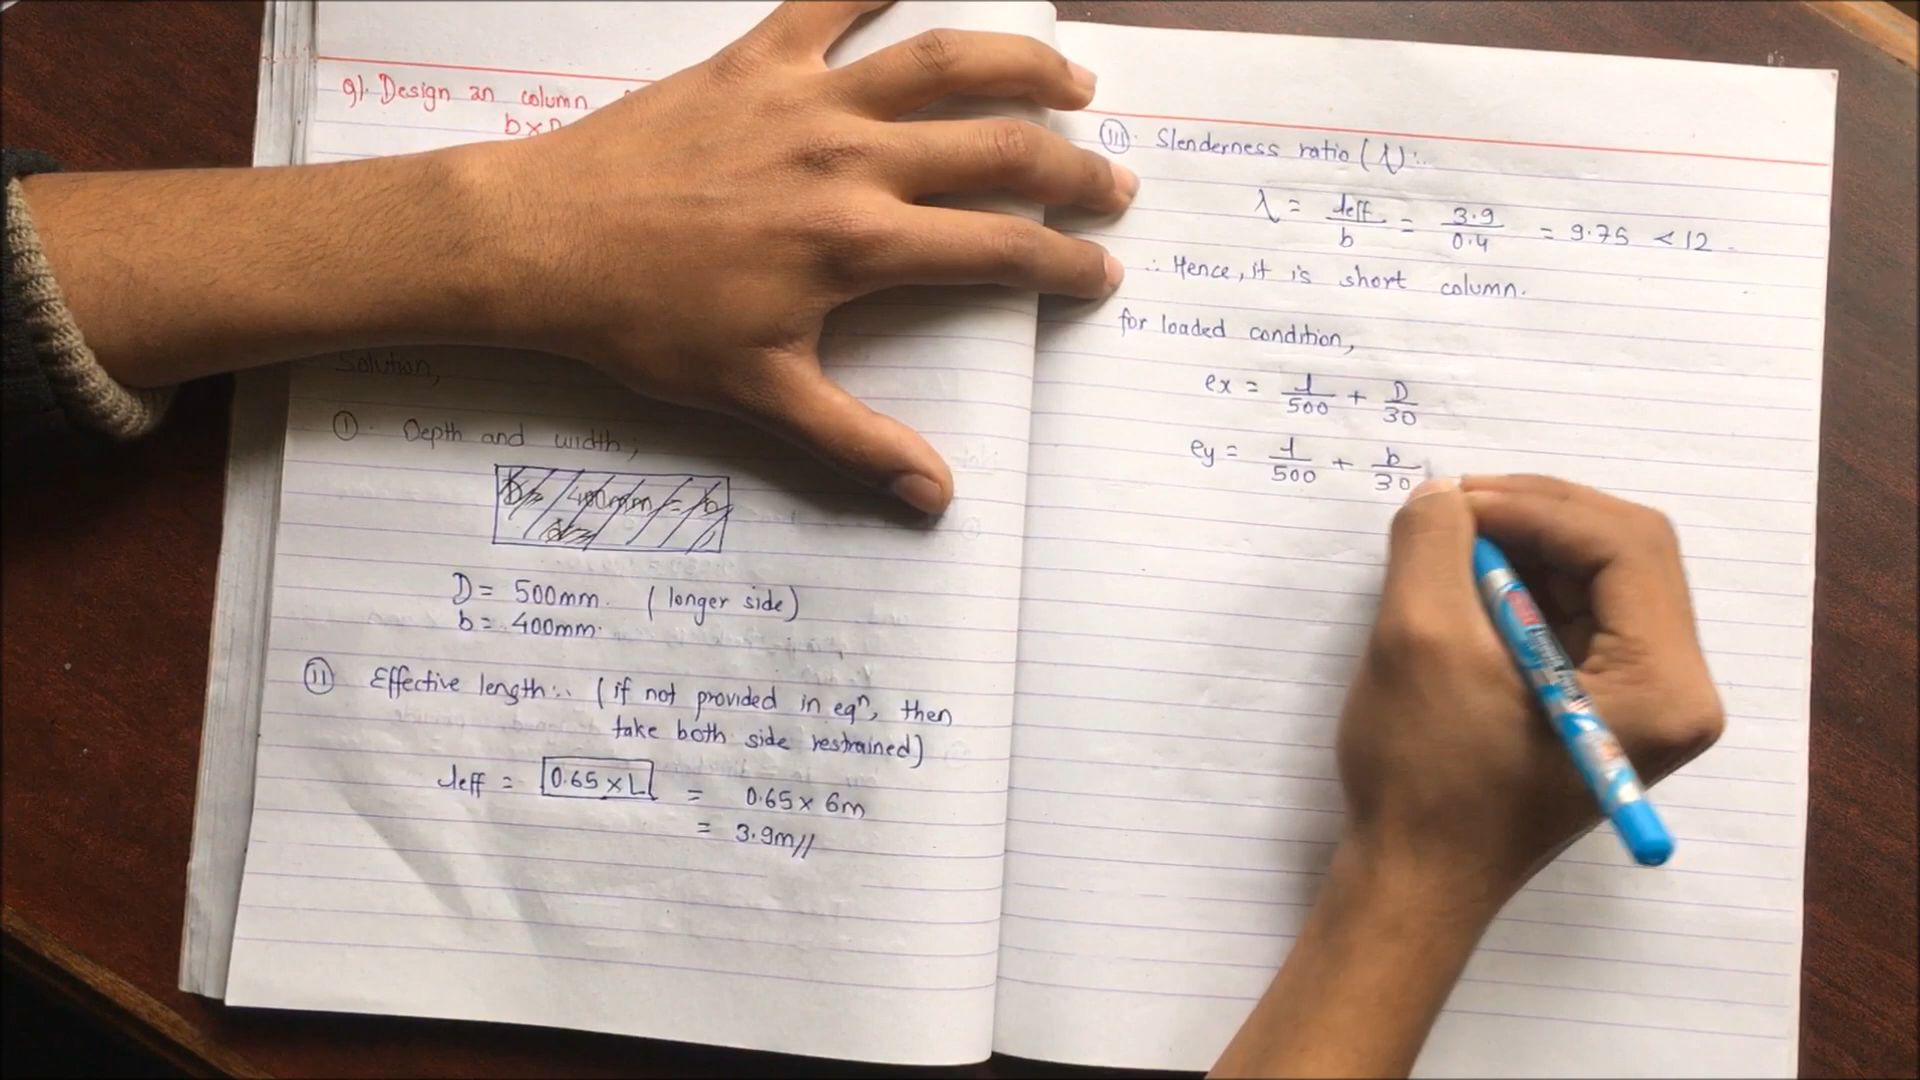 g). Design an column
b×D
Solution,
(I). Depth and width;
D = 500mm. (longer side)
b = 400mm.
(II) Effective length:. (if not provided in eqⁿ, then
take both side restrained)
leff = 0.65×L = 0.65×6m
= 3.9m//
(III). Slenderness ratio (λ):.
λ = leff/b = 3.9/0.4 = 9.75 <12.
∴ Hence, it is short column.
for loaded condition,
ex = l/500 + D/30
ey = l/500 + b/30